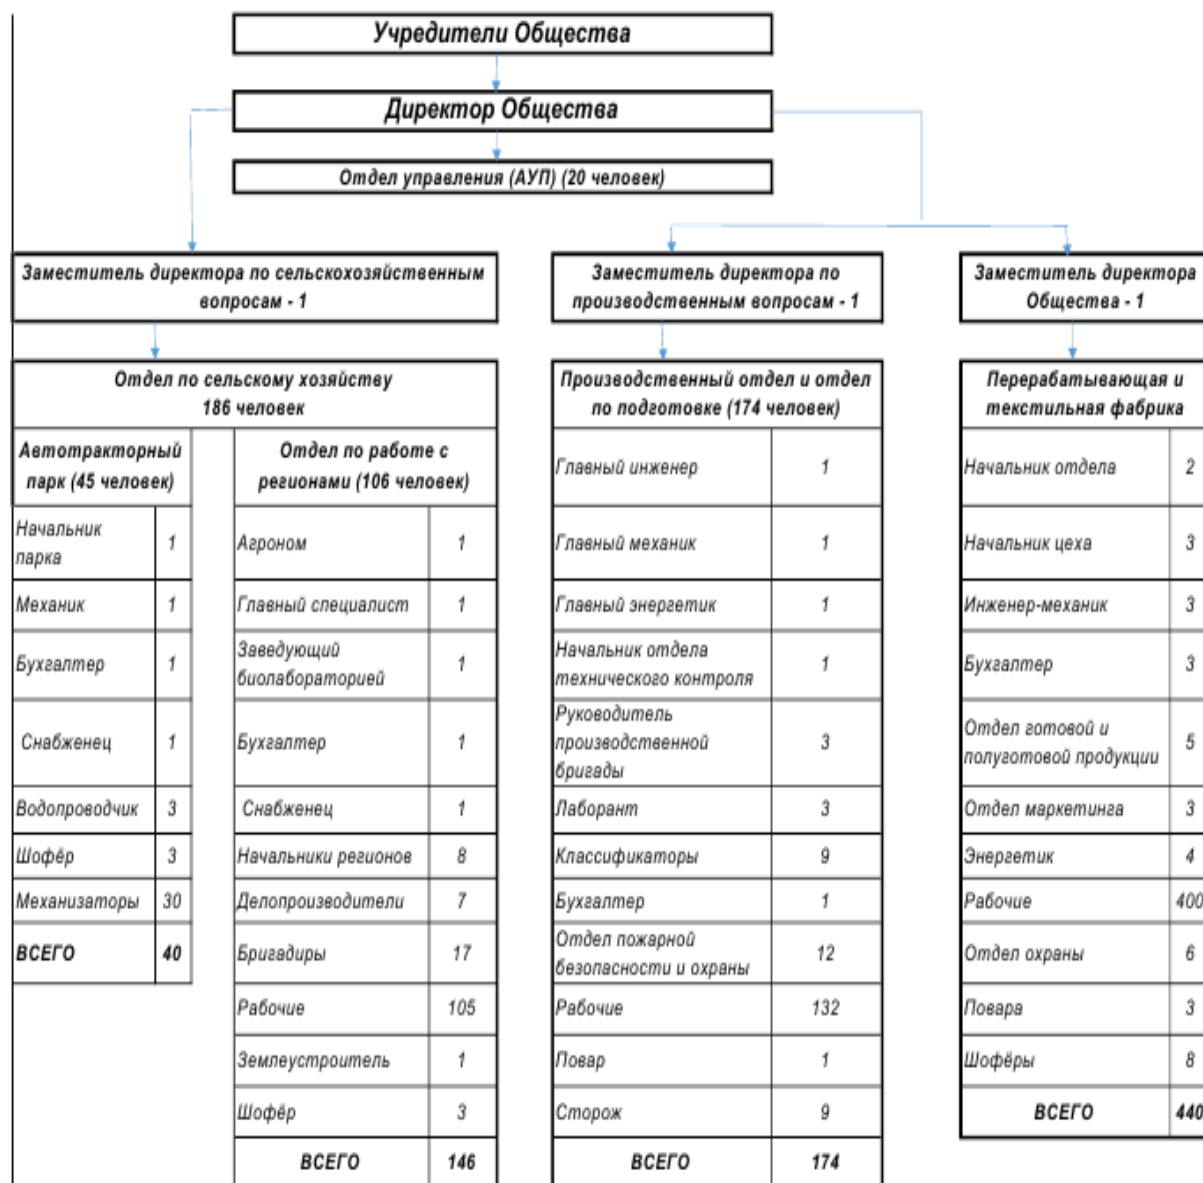 Учредители Общества
Директор Общества
Отдел управления (АУП) (20 человек)
Заместитель директора по сельскохозяйственным
вопросам - 1
Отдел по сельскому хозяйству
186 человек
Автотракторный
парк (45 человек)
Начальник
парка 1
Механик 1
Бухгалтер 1
Снабженец 1
Водопроводчик 3
Шофёр 3
Механизаторы 30
ВСЕГО 40
Отдел по работе с
регионами (106 человек)
Агроном 1
Главный специалист 1
Заведующий
биолабораторией 1
Бухгалтер 1
Снабженец 1
Начальники регионов 8
Делопроизводители 7
Бригадиры 17
Рабочие 105
Землеустроитель 1
Шофёр 3
ВСЕГО 146
Заместитель директора по
производственным вопросам - 1
Производственный отдел и отдел
по подготовке (174 человек)
Главный инженер 1
Главный механик 1
Главный энергетик 1
Начальник отдела
технического контроля 1
Руководитель
производственной
бригады 3
Лаборант 3
Классификаторы 9
Бухгалтер 1
Отдел пожарной
безопасности и охраны 12
Рабочие 132
Повар 1
Сторож 9
ВСЕГО 174
Заместитель директора
Общества - 1
Перерабатывающая и
текстильная фабрика
Начальник отдела 2
Начальник цеха 3
Инженер-механик 3
Бухгалтер 3
Отдел готовой и
полуготовой продукции 5
Отдел маркетинга 3
Энергетик 4
Рабочие 400
Отдел охраны 6
Повара 3
Шофёры 8
ВСЕГО 440